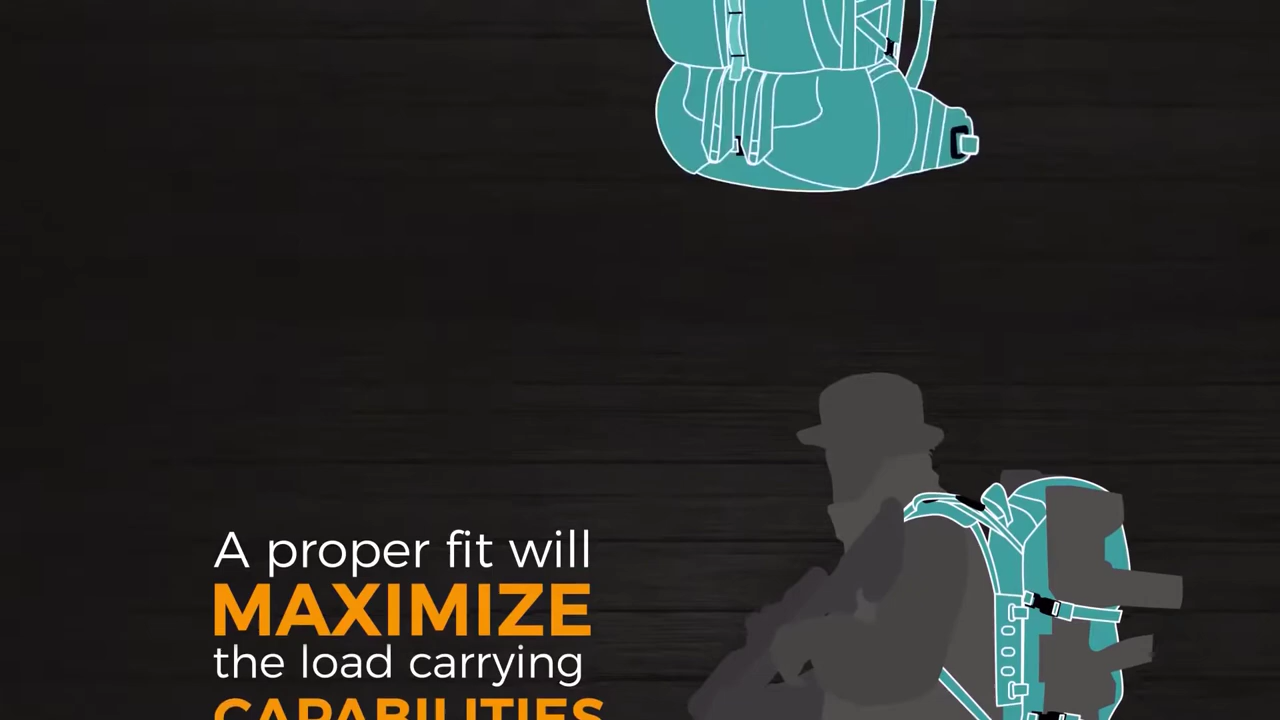 A proper fit will
MAXIMIZE
the load carrying
CAPABILITIES